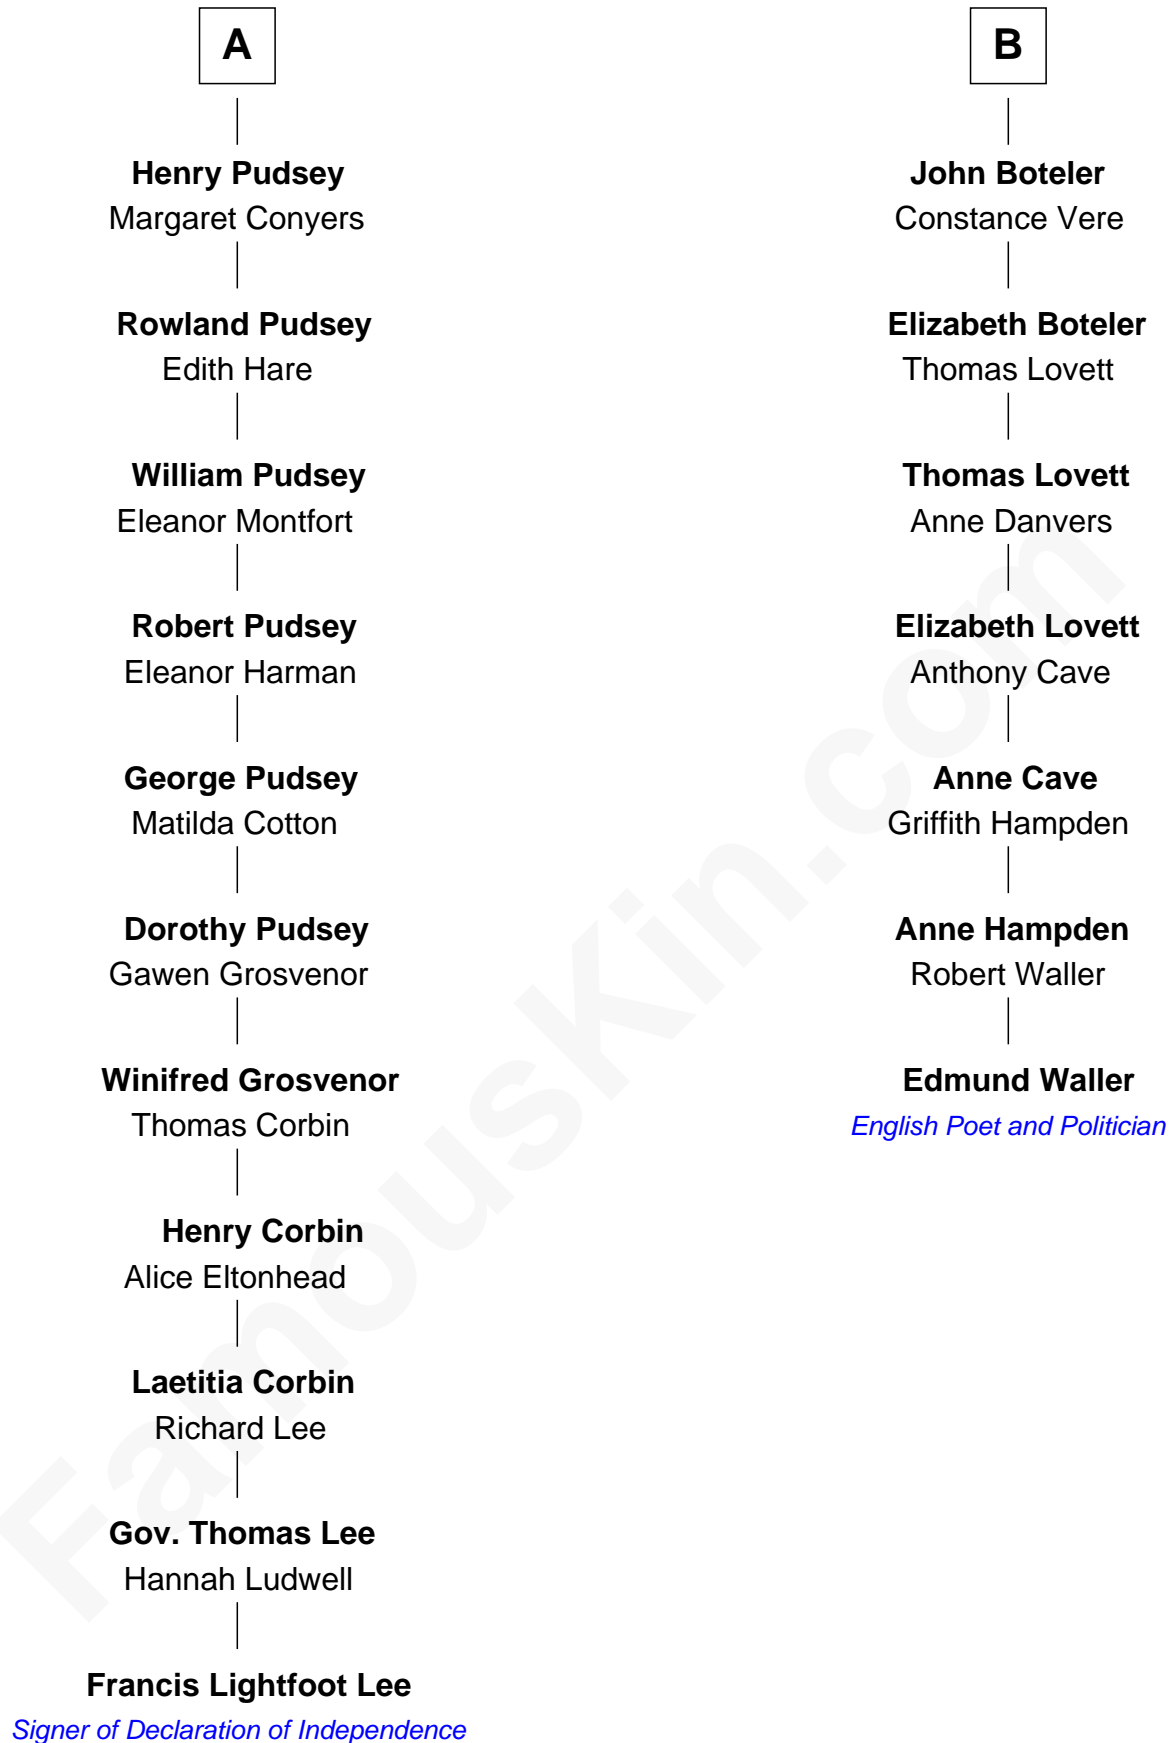 A
Henry Pudsey
Margaret Conyers
Rowland Pudsey
Edith Hare
William Pudsey
Eleanor Montfort
Robert Pudsey
Eleanor Harman
George Pudsey
Matilda Cotton
Dorothy Pudsey
Gawen Grosvenor
Winifred Grosvenor
Thomas Corbin
Henry Corbin
Alice Eltonhead
Laetitia Corbin
Richard Lee
Gov. Thomas Lee
Hannah Ludwell
Francis Lightfoot Lee
Signer of Declaration of Independence
B
John Boteler
Constance Vere
Elizabeth Boteler
Thomas Lovett
Thomas Lovett
Anne Danvers
Elizabeth Lovett
Anthony Cave
Anne Cave
Griffith Hampden
Anne Hampden
Robert Waller
Edmund Waller
English Poet and Politician
FamousKin.com